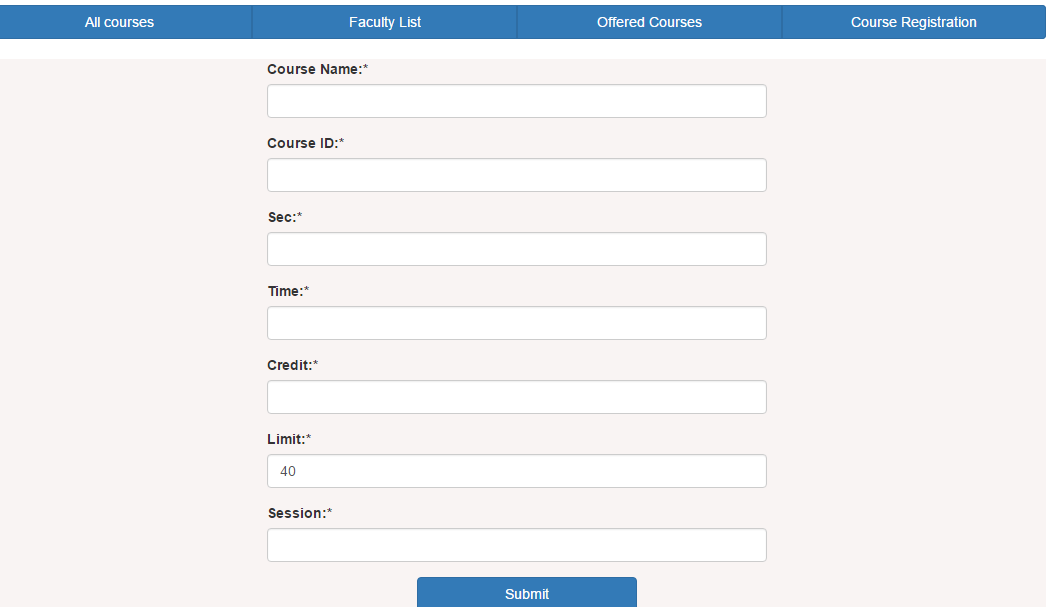 All courses Faculty List Offered Courses Course Registration
Course Name:*
Course ID:*
Sec:*
Time:*
Credit:*
Limit:*
40
Session:*
Submit